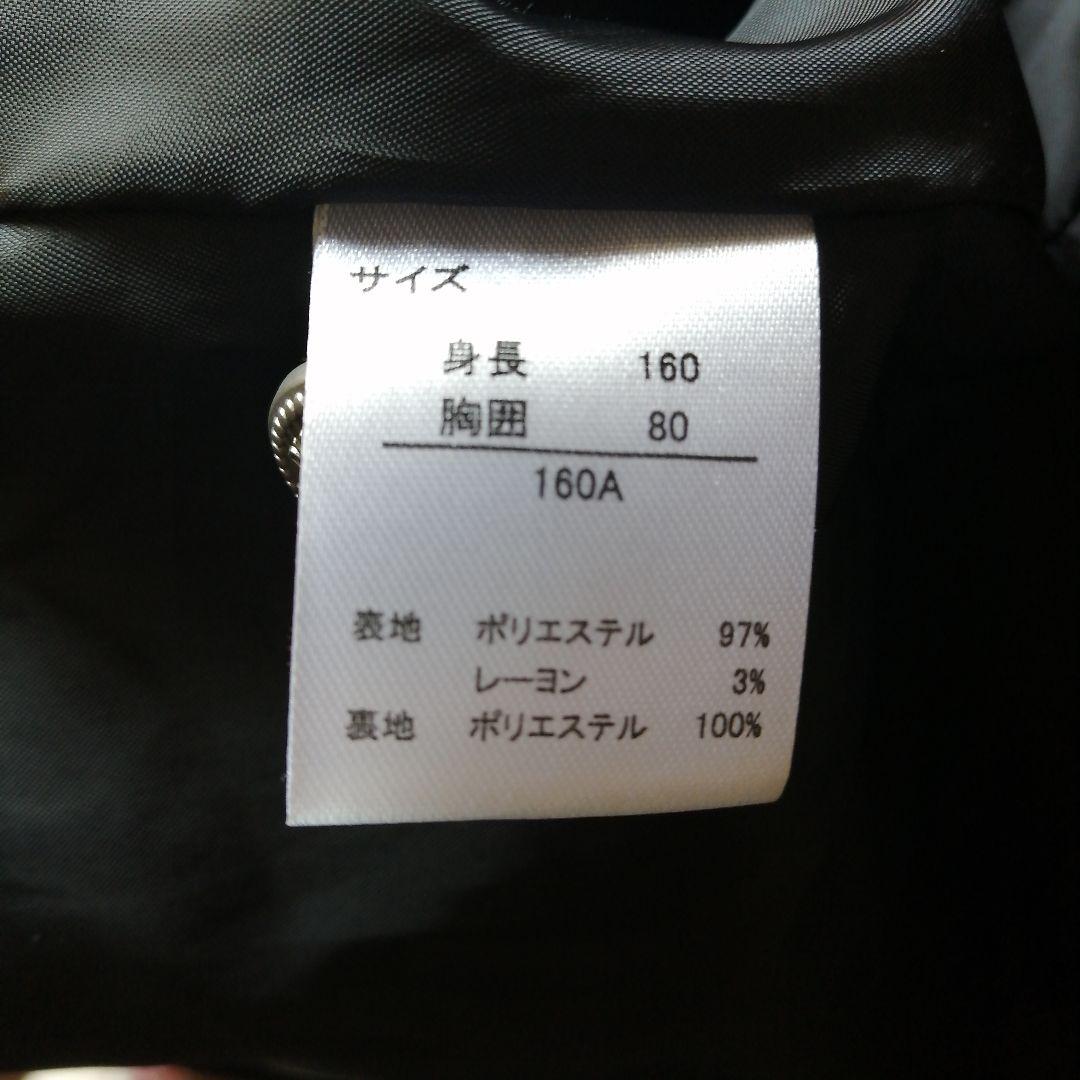 サイズ
身長 160
胸囲 80
160A
表地 ポリエステル 97%
レーヨン 3%
裏地 ポリエステル 100%